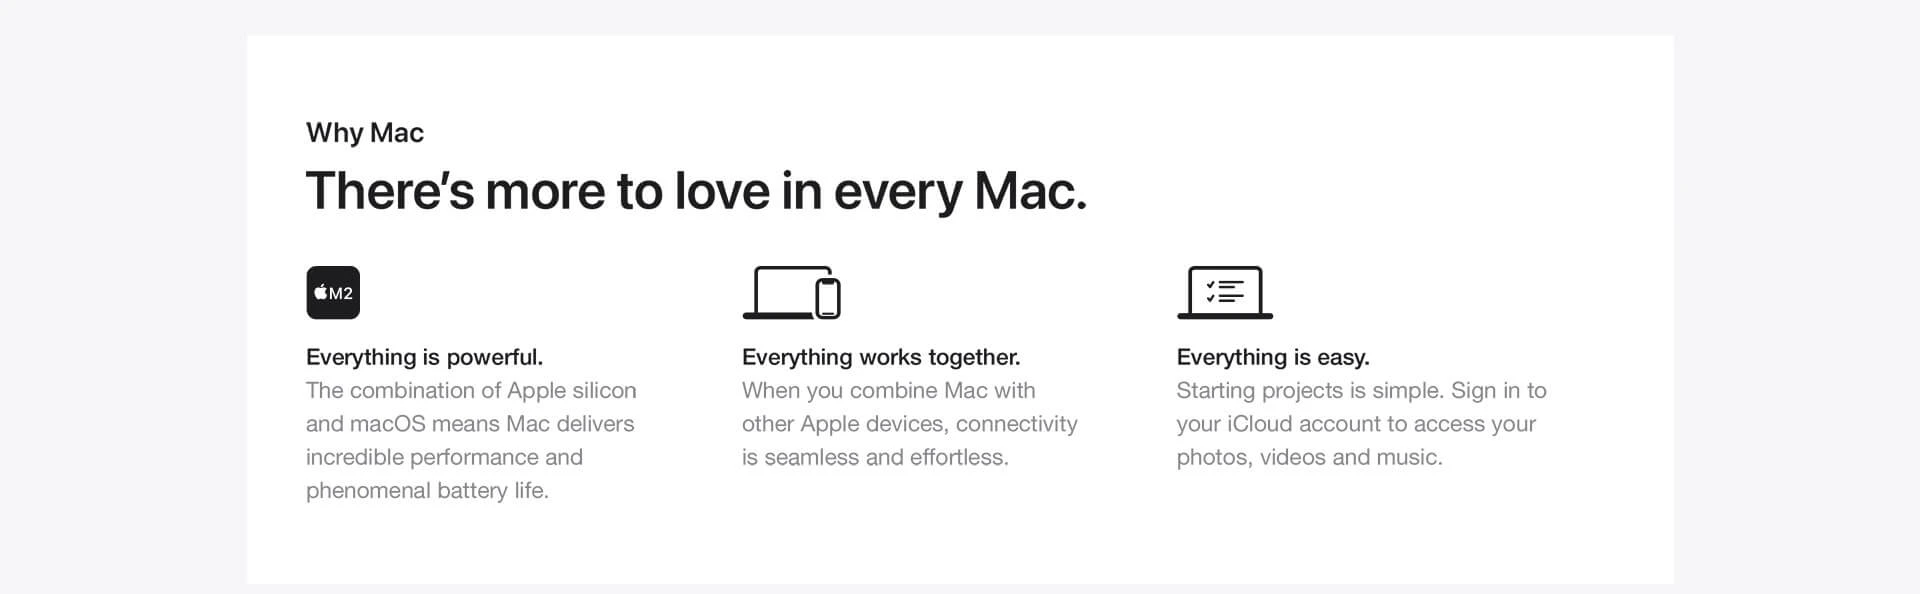 Why Mac
There’s more to love in every Mac.
M2
Everything is powerful.
The combination of Apple silicon
and macOS means Mac delivers
incredible performance and
phenomenal battery life.
Everything works together.
When you combine Mac with
other Apple devices, connectivity
is seamless and effortless.
Everything is easy.
Starting projects is simple. Sign in to
your iCloud account to access your
photos, videos and music.